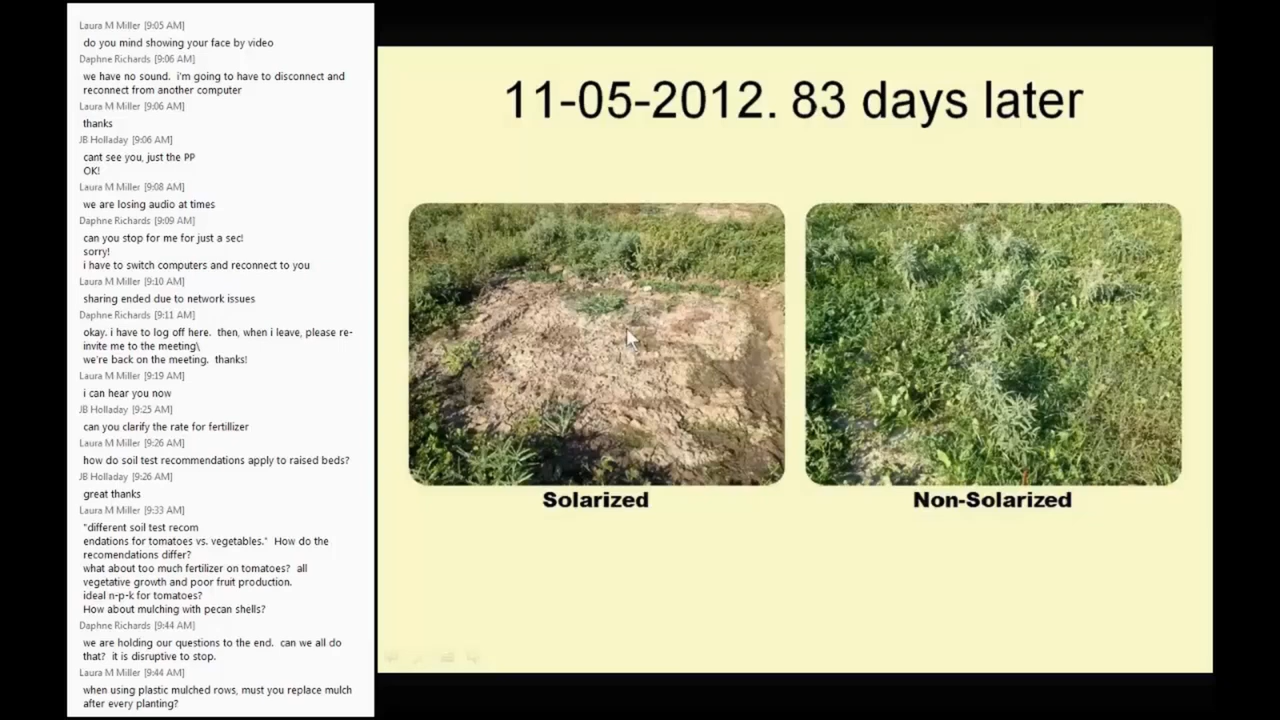 Laura M Miller [9:05 AM]
do you mind showing your face by video
Daphne Richards [9:06 AM]
we have no sound. i'm going to have to disconnect and
reconnect from another computer
Laura M Miller [9:06 AM]
thanks
JB Holladay [9:06 AM]
cant see you, just the PP
OK!
Laura M Miller [9:08 AM]
we are losing audio at times
Daphne Richards [9:09 AM]
can you stop for me for just a sec!
sorry!
i have to switch computers and reconnect to you
Laura M Miller [9:10 AM]
sharing ended due to network issues
Daphne Richards [9:11 AM]
okay. i have to log off here. then, when i leave, please re-
invite me to the meeting\
we're back on the meeting. thanks!
Laura M Miller [9:19 AM]
i can hear you now
JB Holladay [9:25 AM]
can you clarify the rate for fertillizer
Laura M Miller [9:26 AM]
how do soil test recommendations apply to raised beds?
JB Holladay [9:26 AM]
great thanks
Laura M Miller [9:33 AM]
"different soil test recom
endations for tomatoes vs. vegetables." How do the
recomendations differ?
what about too much fertilizer on tomatoes? all
vegetative growth and poor fruit production.
ideal n-p-k for tomatoes?
How about mulching with pecan shells?
Daphne Richards [9:44 AM]
we are holding our questions to the end. can we all do
that? it is disruptive to stop.
Laura M Miller [9:44 AM]
when using plastic mulched rows, must you replace mulch
after every planting?
11-05-2012. 83 days later
Solarized
Non-Solarized